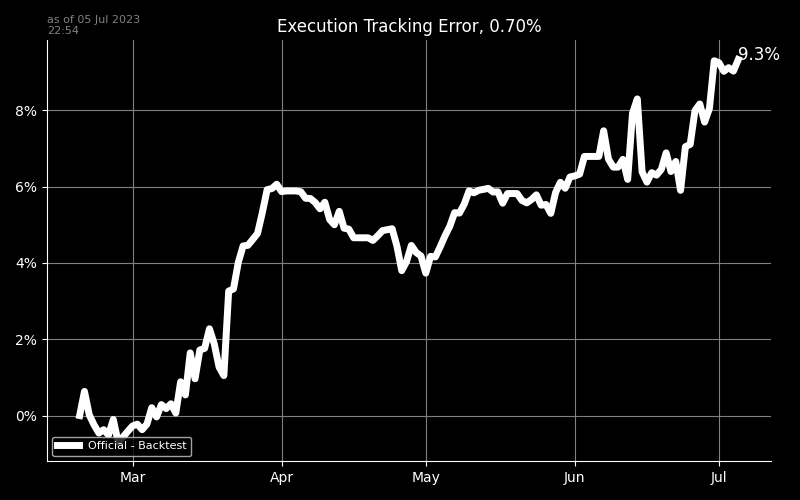 as of 05 Jul 2023
22:54
Execution Tracking Error, 0.70%
9.3%
8%
6%
4%
2%
0%
Official - Backtest
Mar Apr May Jun Jul